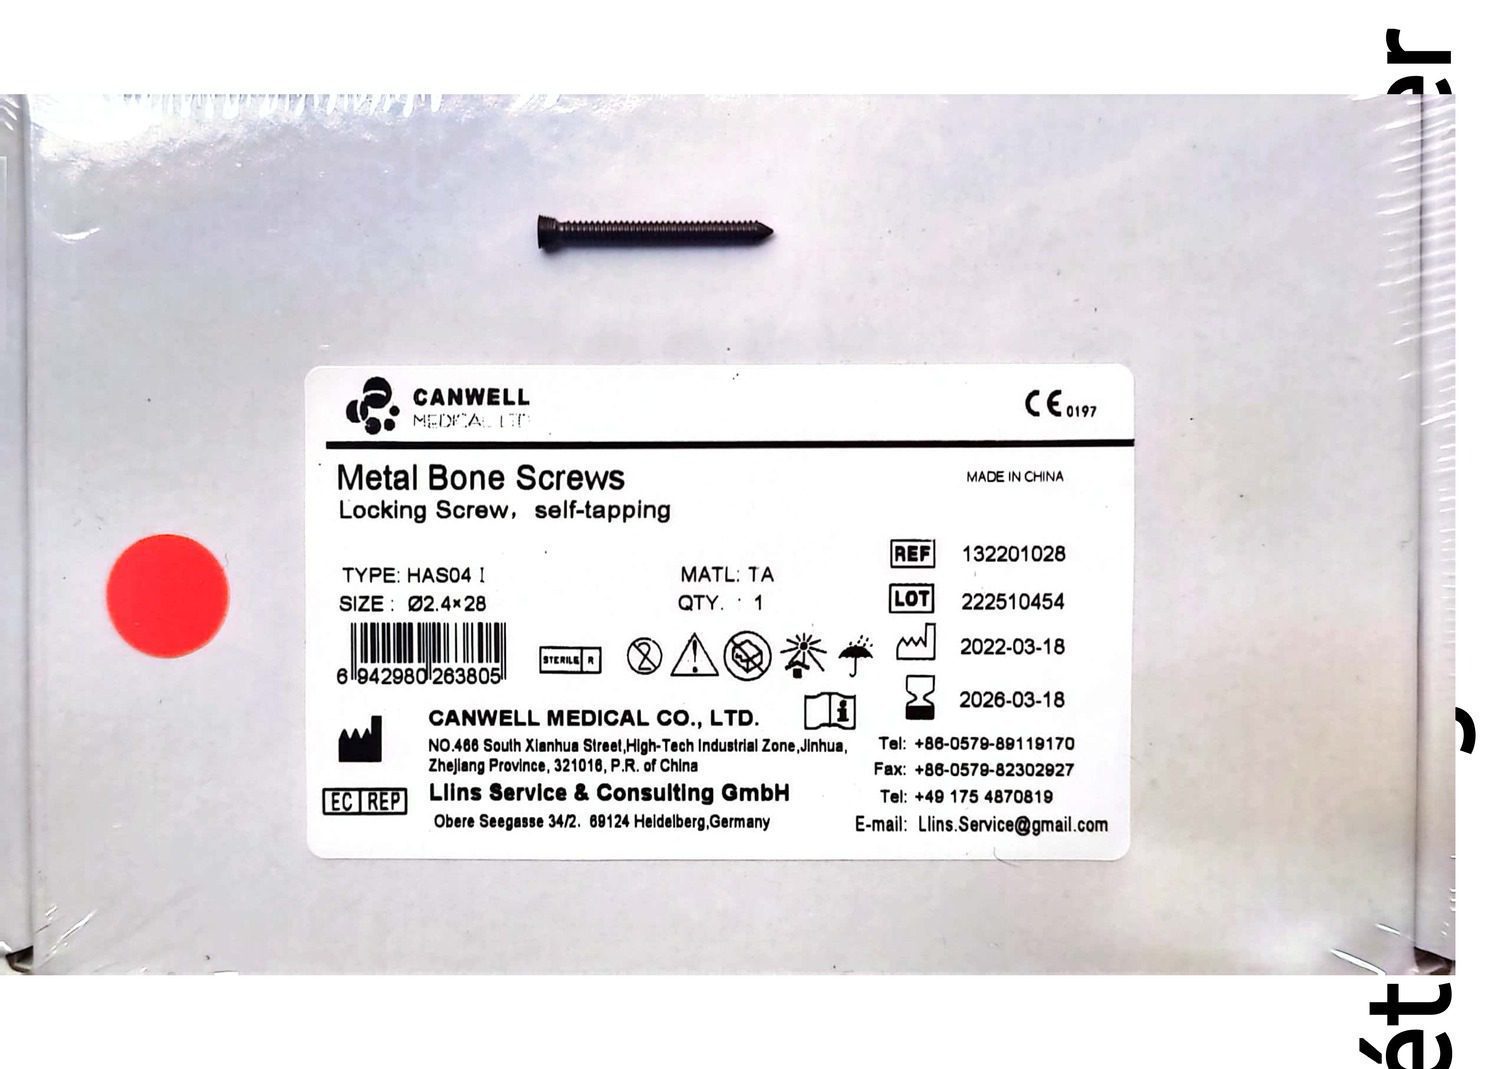 CANWELL
MEDICAL LTD
CE 0197
Metal Bone Screws
MADE IN CHINA
Locking Screw, self-tapping
REF 132201028
TYPE: HAS04 I
MATL: TA
LOT 222510454
SIZE: Ø2.4×28
QTY. : 1
2022-03-18
6 942980 263805
STERILE R
2
2026-03-18
CANWELL MEDICAL CO., LTD.
NO.466 South Xianhua Street,High-Tech Industrial Zone,Jinhua,
Zhejiang Province, 321016, P.R. of China
Tel: +86-0579-89119170
Fax: +86-0579-82302927
EC REP
Llins Service & Consulting GmbH
Obere Seegasse 34/2, 69124 Heidelberg,Germany
Tel: +49 175 4870819
E-mail: Llins.Service@gmail.com